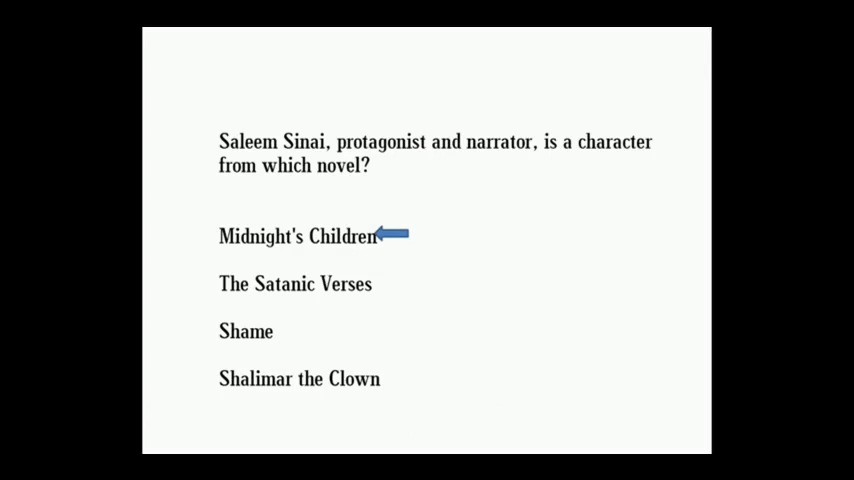 Saleem Sinai, protagonist and narrator, is a character
from which novel?
Midnight's Children
The Satanic Verses
Shame
Shalimar the Clown